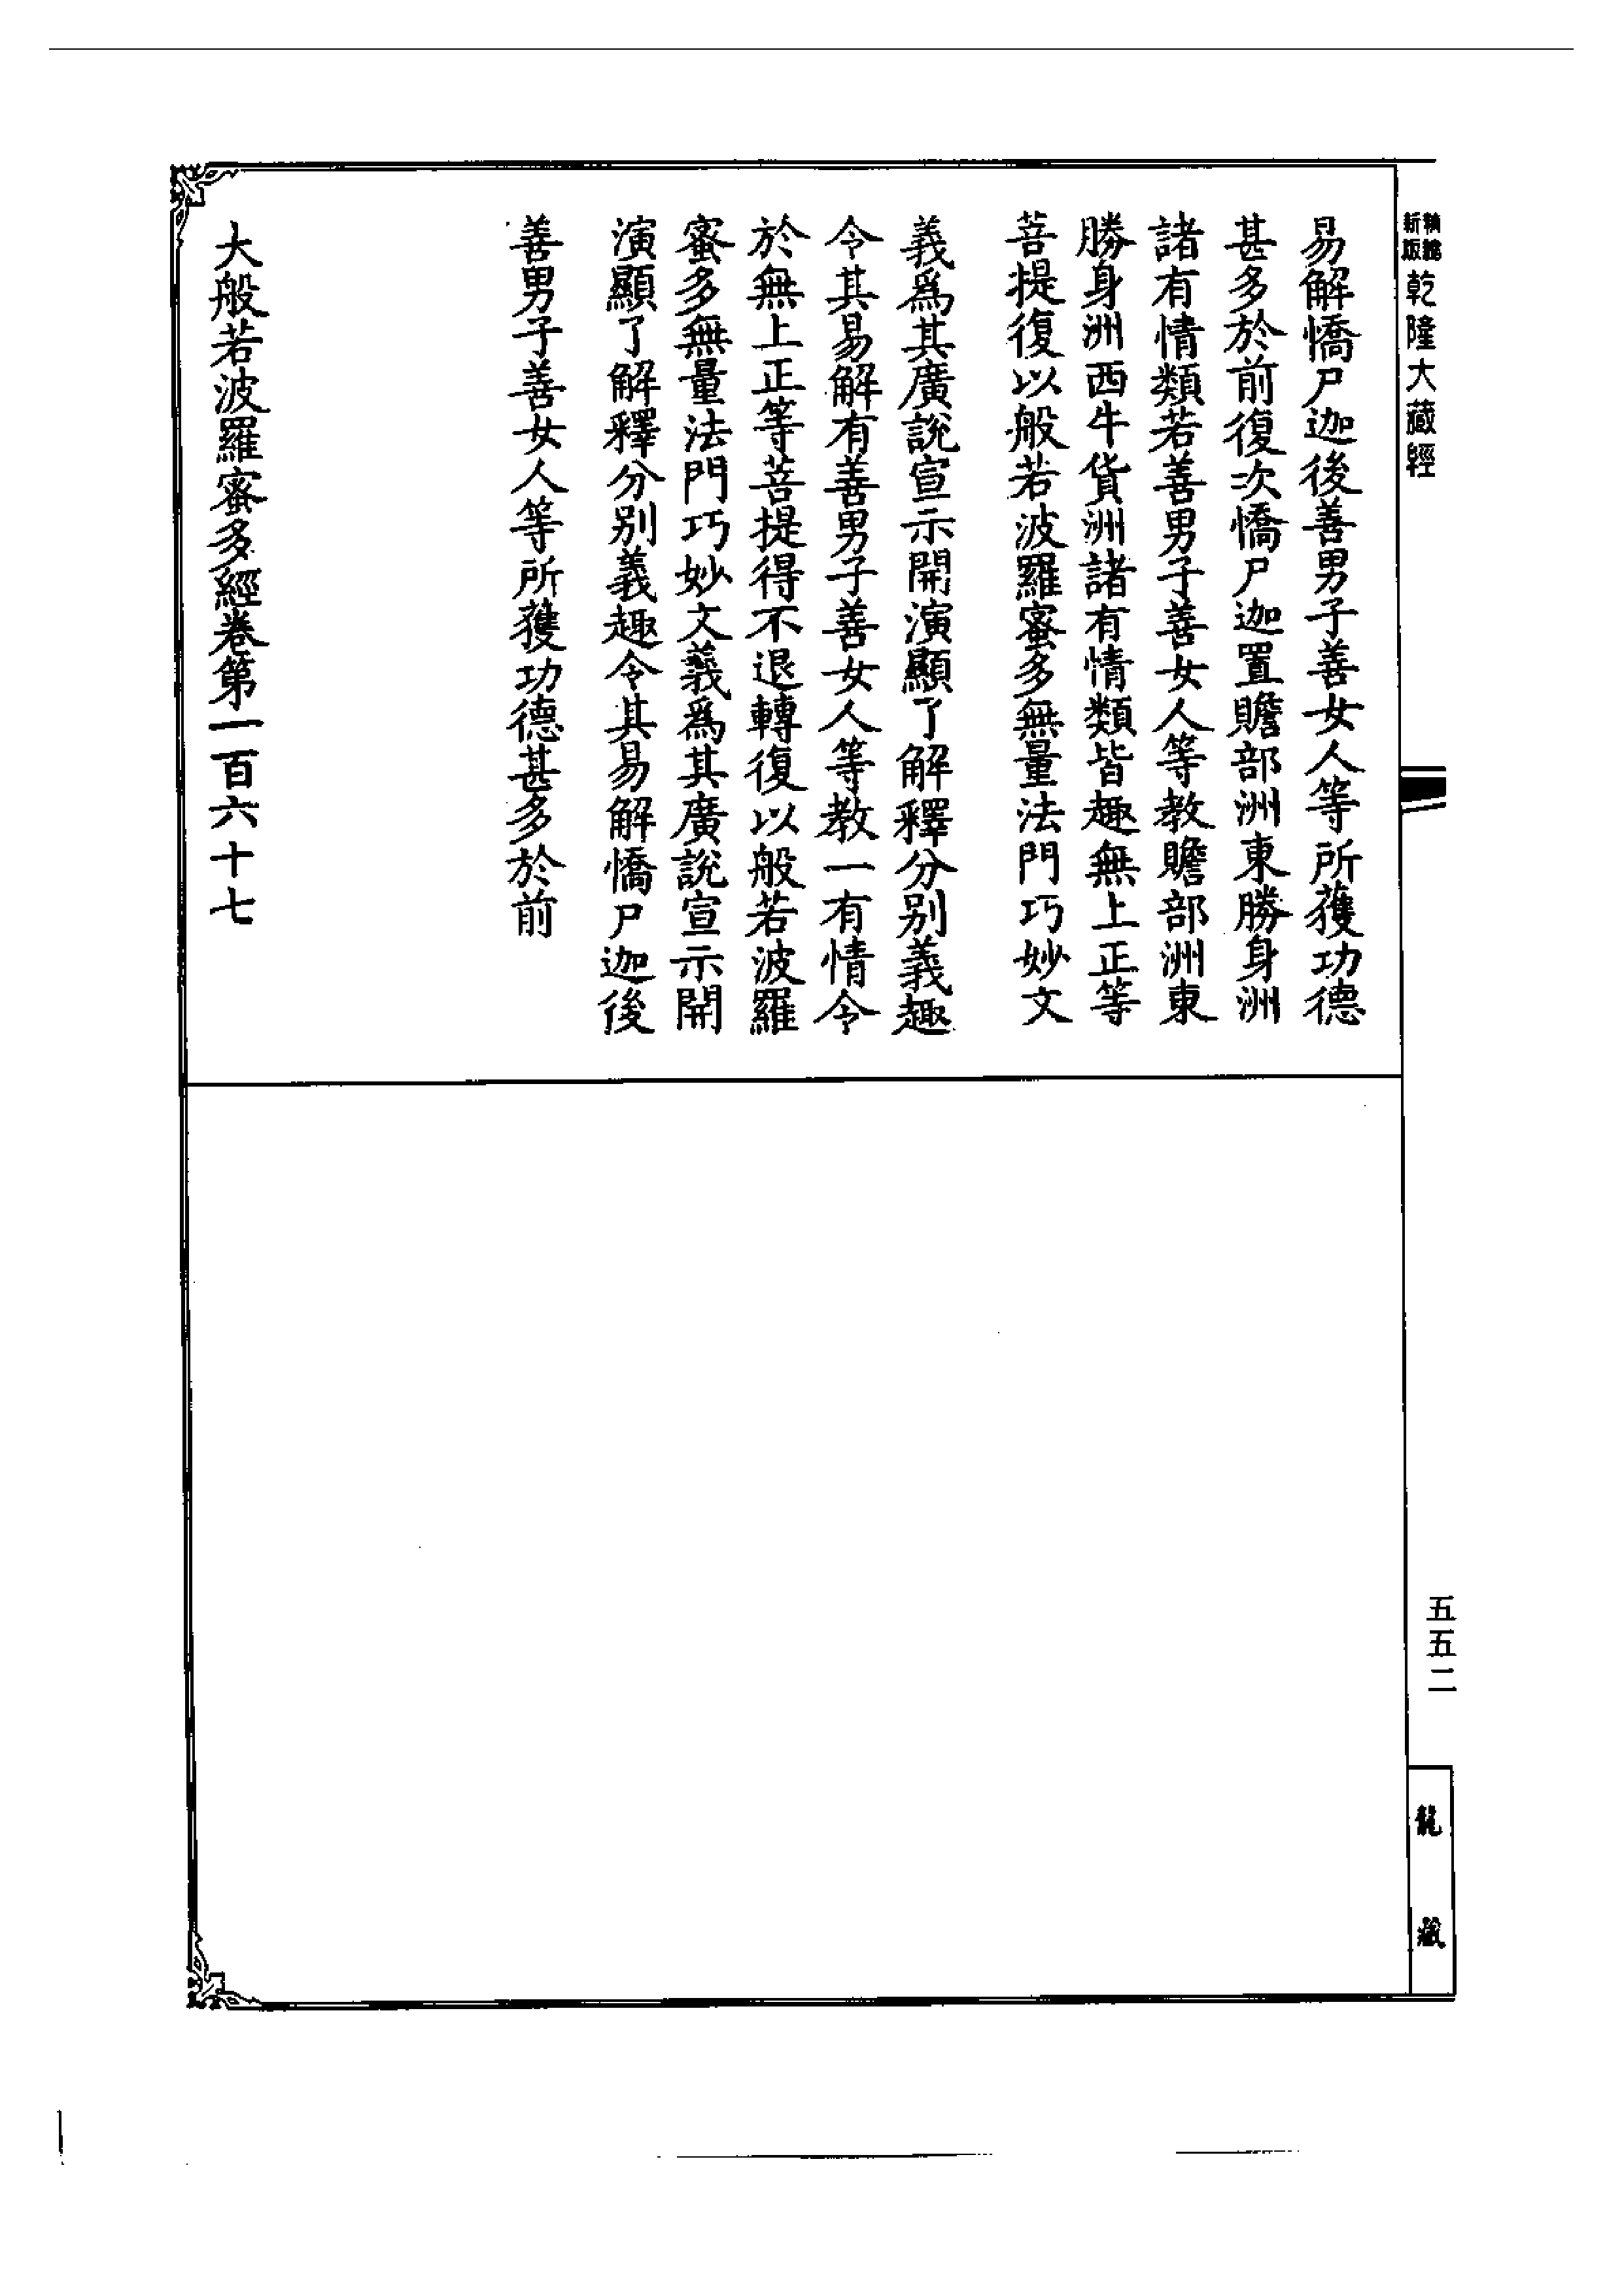 新編
縮版
乾隆大藏經
五五二
龍藏
易解憍尸迦後善男子善女人等所獲功德
甚多於前復次憍尸迦置贍部洲東勝身洲
諸有情類若善男子善女人等教贍部洲東
勝身洲西牛貨洲諸有情類皆趣無上正等
菩提復以般若波羅蜜多無量法門巧妙文
義爲其廣說宣示開演顯了解釋分別義趣
令其易解有善男子善女人等教一有情令
於無上正等菩提得不退轉復以般若波羅
蜜多無量法門巧妙文義爲其廣說宣示開
演顯了解釋分別義趣令其易解憍尸迦後
善男子善女人等所獲功德甚多於前
大般若波羅蜜多經卷第一百六十七